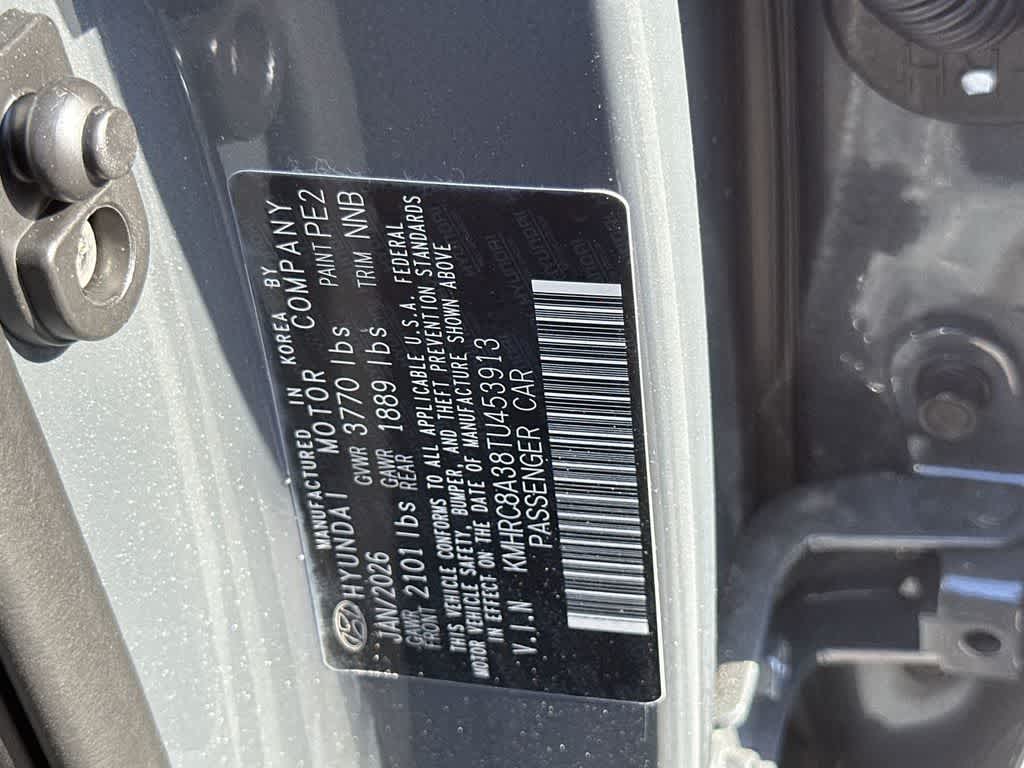 MANUFACTURED IN KOREA BY
HYUNDAI MOTOR COMPANY
JAN/2026 GVWR 3770 lbs PAINT PE2
GAWR FRONT 2101 lbs GAWR REAR 1889 lbs TRIM NNB
THIS VEHICLE CONFORMS TO ALL APPLICABLE U.S.A. FEDERAL
MOTOR VEHICLE SAFETY, BUMPER, AND THEFT PREVENTION STANDARDS
IN EFFECT ON THE DATE OF MANUFACTURE SHOWN ABOVE
V.I.N KMHRC8A38TU453913
PASSENGER CAR